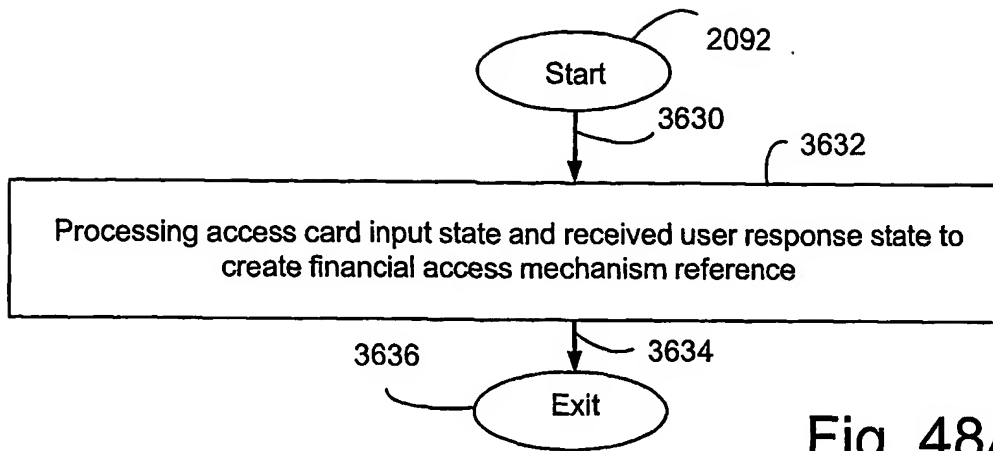 2092
Start
3630
3632
Processing access card input state and received user response state to
create financial access mechanism reference
3636
3634
Exit
Fig. 48A